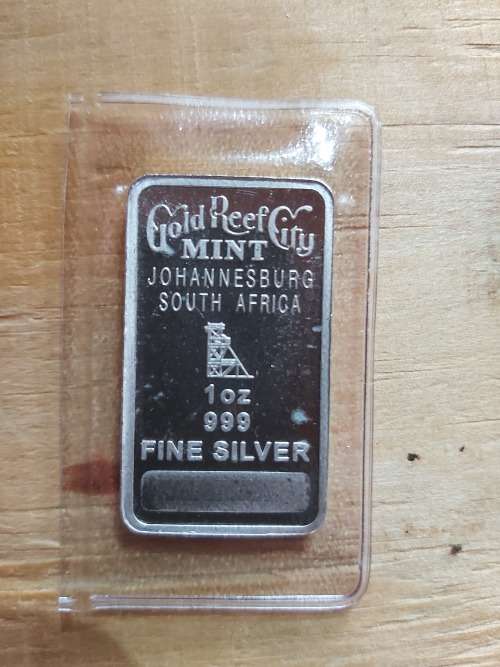 Gold Reef City
MINT
JOHANNESBURG
SOUTH AFRICA
1oz
999
FINE SILVER